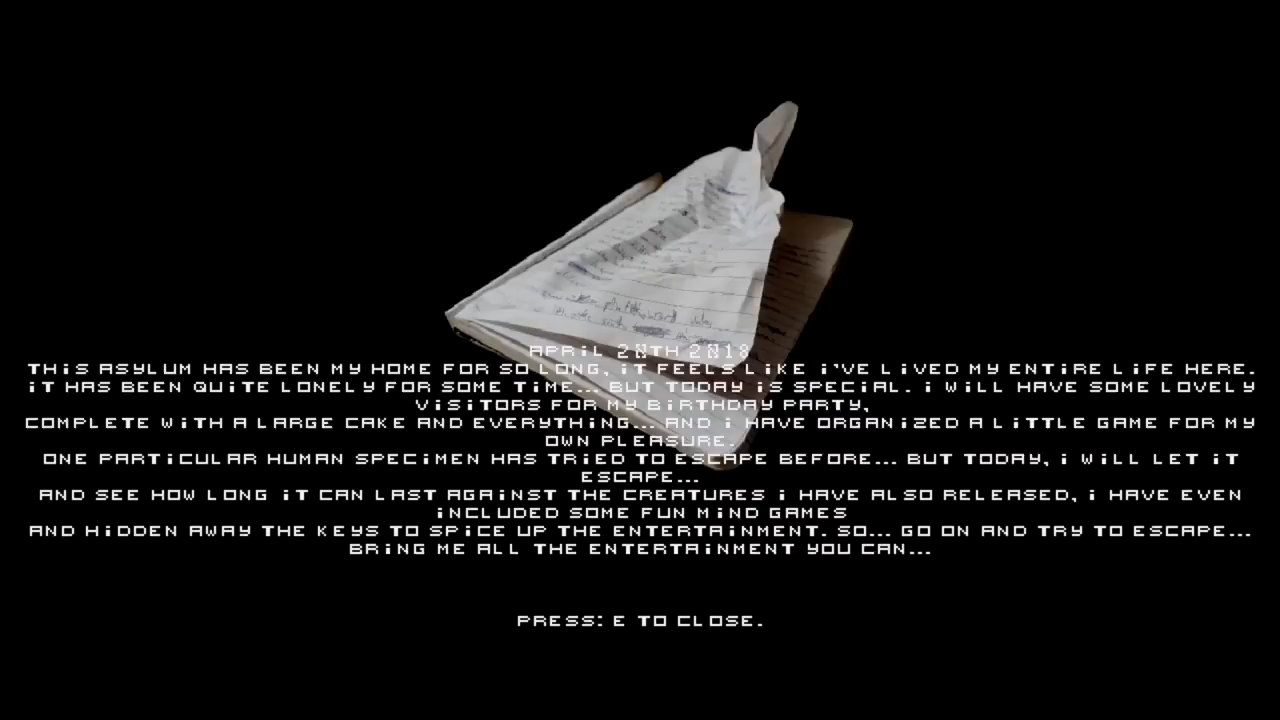 APRiL 20TH 2018
THiS ASYLUM HAS BEEN MY HOME FOR SO LONG, iT FEELS LiKE i'VE LiVED MY ENTiRE LiFE HERE.
iT HAS BEEN QUiTE LONELY FOR SOME TiME... BUT TODAY iS SPECiAL. i WiLL HAVE SOME LOVELY
ViSiTORS FOR MY BiRTHDAY PARTY,
COMPLETE WiTH A LARGE CAKE AND EVERYTHiNG... AND i HAVE ORGANiZED A LiTTLE GAME FOR MY
OWN PLEASURE.
ONE PARTiCULAR HUMAN SPECiMEN HAS TRiED TO ESCAPE BEFORE... BUT TODAY, i WiLL LET iT
ESCAPE...
AND SEE HOW LONG iT CAN LAST AGAiNST THE CREATURES i HAVE ALSO RELEASED, i HAVE EVEN
iNCLUDED SOME FUN MiND GAMES
AND HiDDEN AWAY THE KEYS TO SPiCE UP THE ENTERTAiNMENT. SO... GO ON AND TRY TO ESCAPE...
BRiNG ME ALL THE ENTERTAiNMENT YOU CAN...
PRESS: E TO CLOSE.